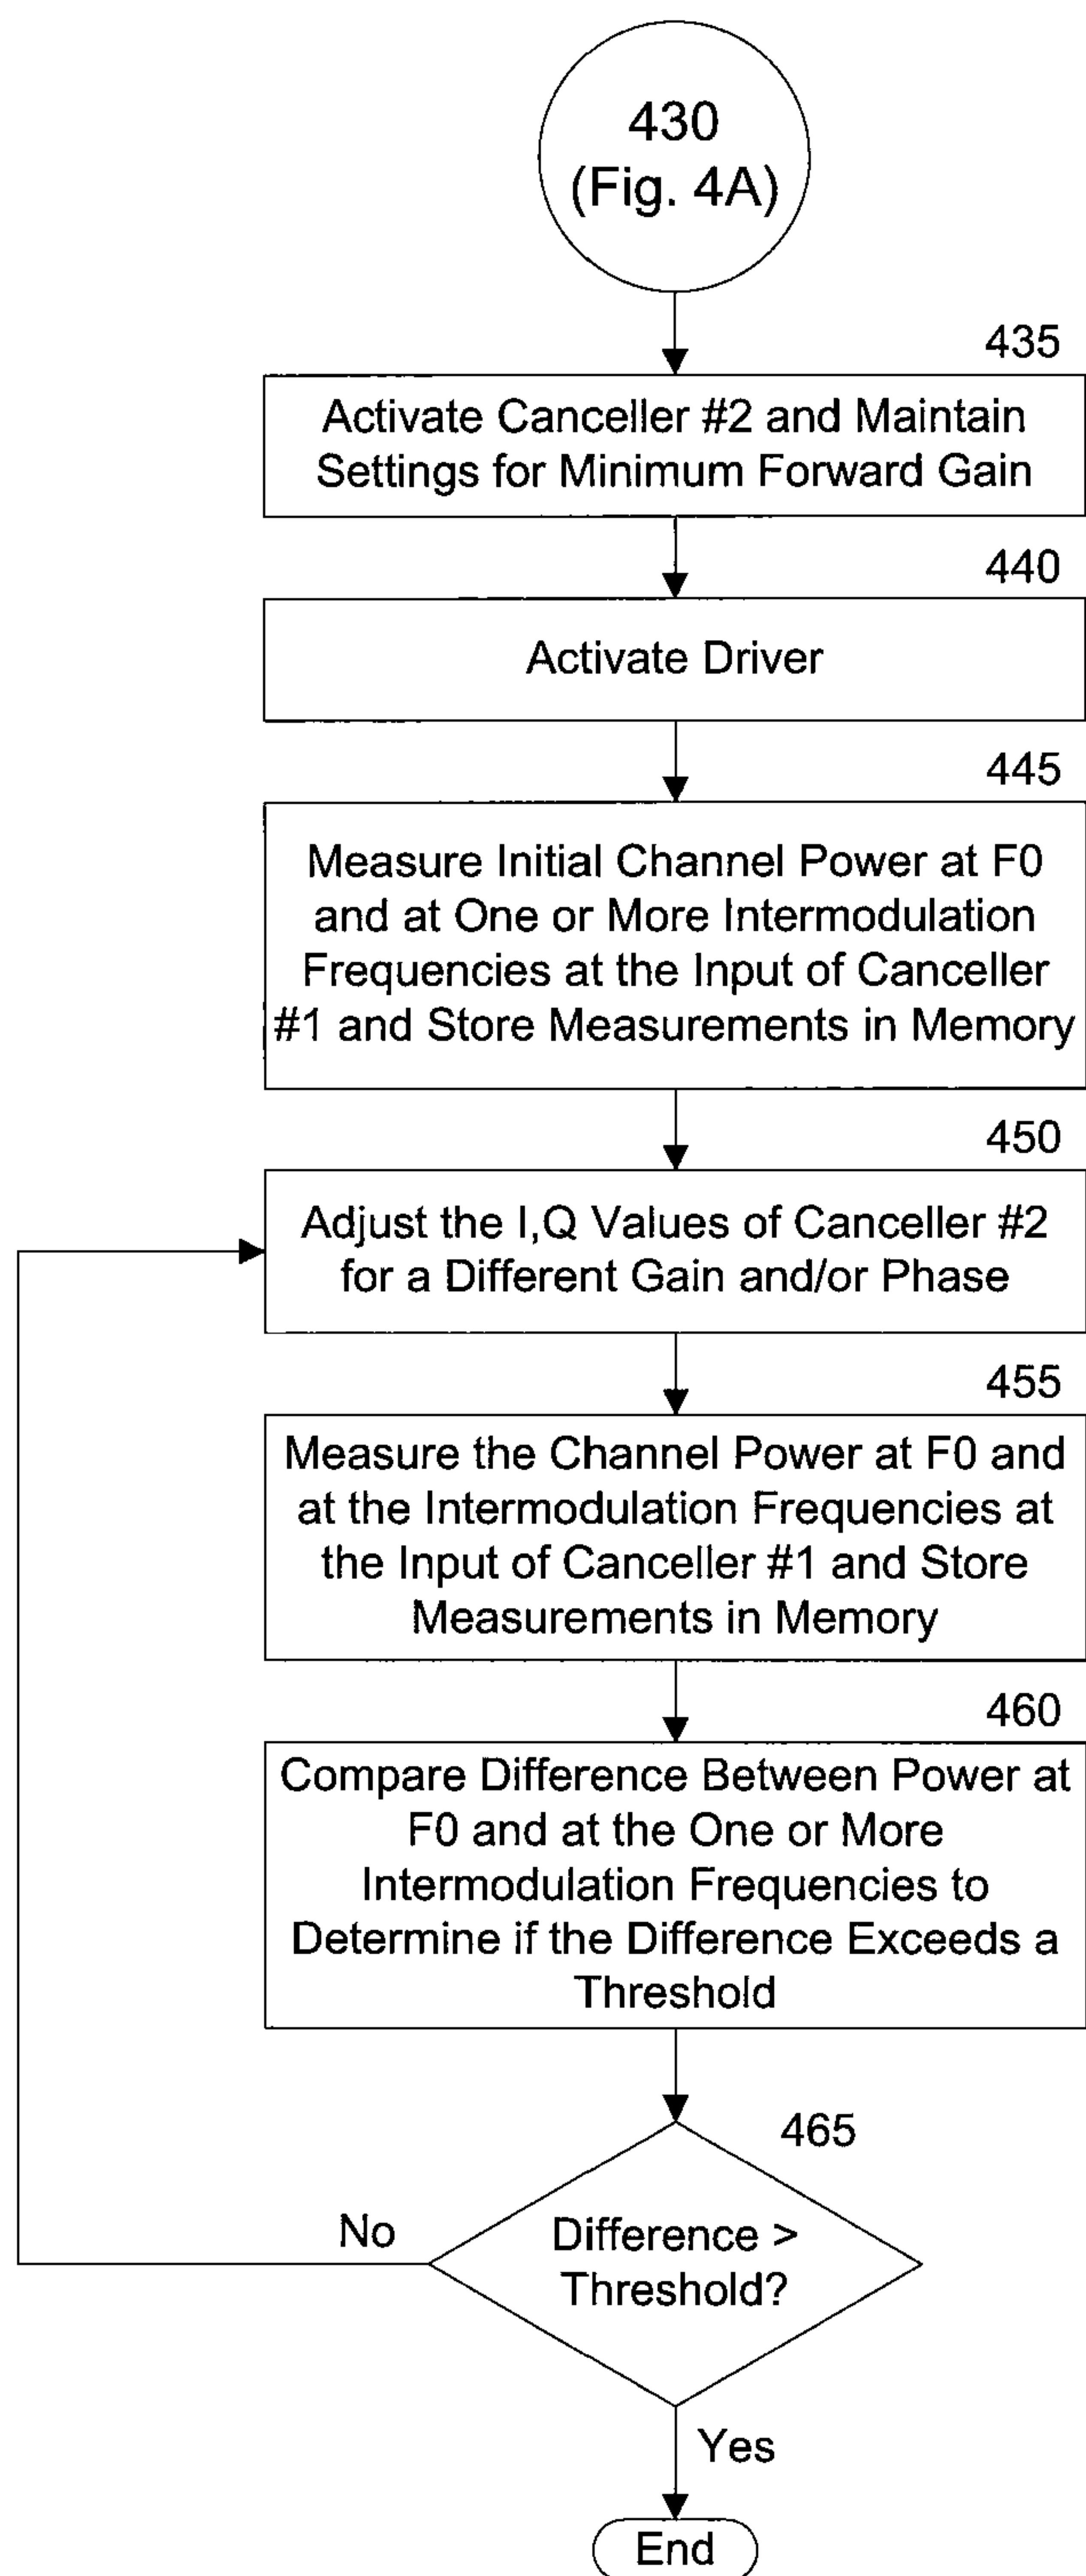 430
(Fig. 4A)
435
Activate Canceller #2 and Maintain
Settings for Minimum Forward Gain
440
Activate Driver
445
Measure Initial Channel Power at F0
and at One or More Intermodulation
Frequencies at the Input of Canceller
#1 and Store Measurements in Memory
450
Adjust the I,Q Values of Canceller #2
for a Different Gain and/or Phase
455
Measure the Channel Power at F0 and
at the Intermodulation Frequencies at
the Input of Canceller #1 and Store
Measurements in Memory
460
Compare Difference Between Power at
F0 and at the One or More
Intermodulation Frequencies to
Determine if the Difference Exceeds a
Threshold
465
No
Difference >
Threshold?
Yes
End